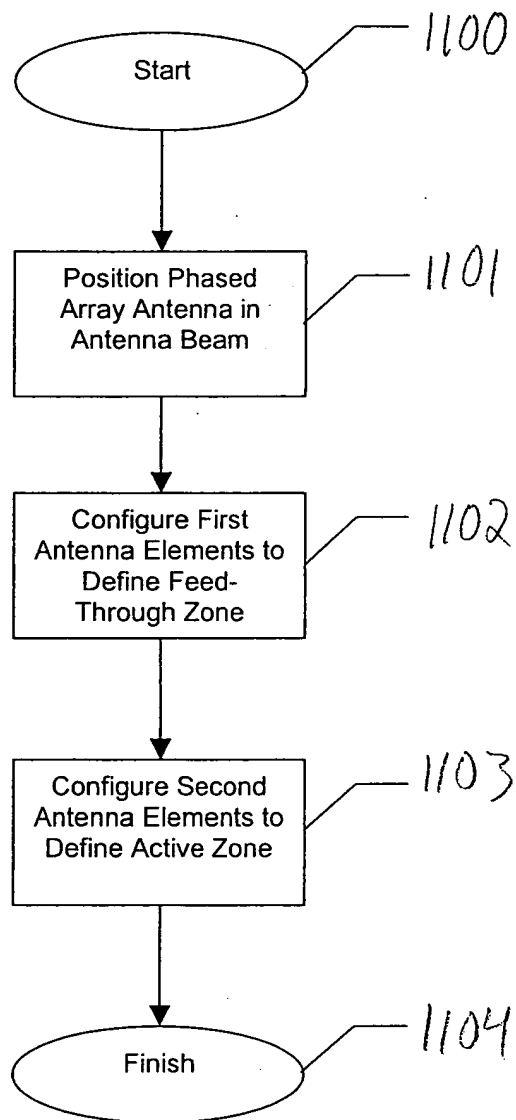 Start
1100
Position Phased
Array Antenna in
Antenna Beam
1101
Configure First
Antenna Elements to
Define Feed-
Through Zone
1102
Configure Second
Antenna Elements to
Define Active Zone
1103
Finish
1104